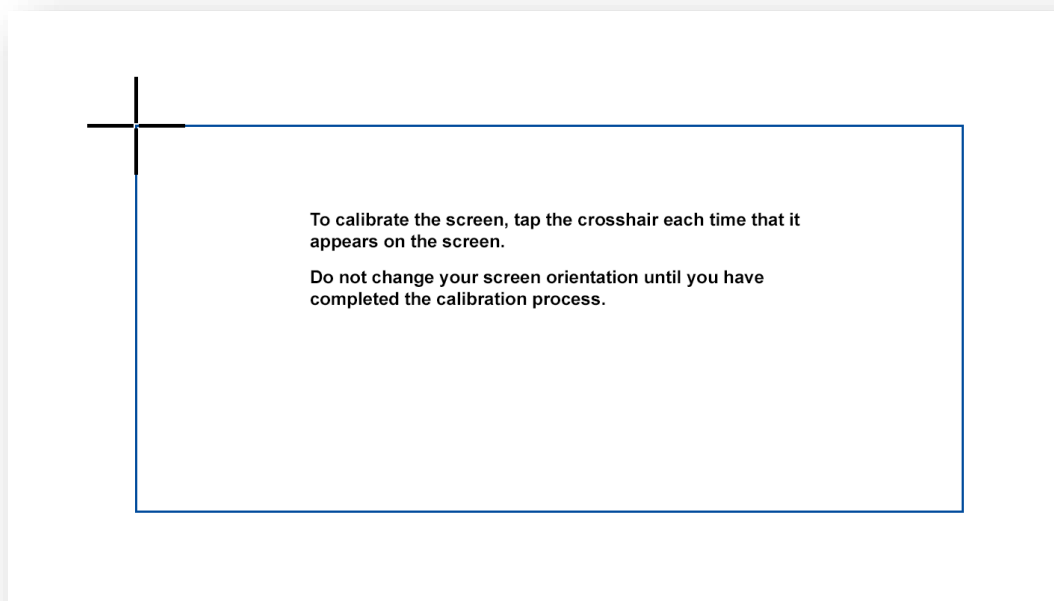 To calibrate the screen, tap the crosshair each time that it
appears on the screen.
Do not change your screen orientation until you have
completed the calibration process.